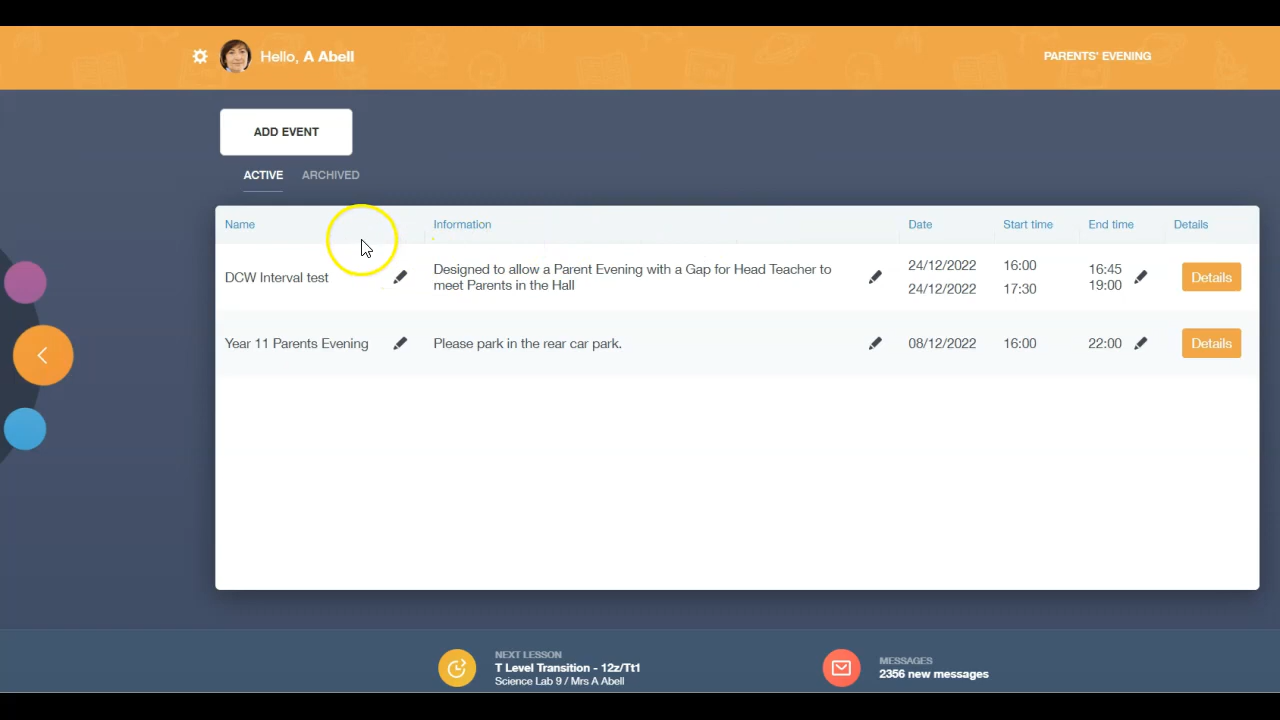 Hello, A Abell
PARENTS' EVENING
ADD EVENT
ACTIVE ARCHIVED
Name Information Date Start time End time Details
DCW Interval test
Designed to allow a Parent Evening with a Gap for Head Teacher to
meet Parents in the Hall
24/12/2022 16:00 16:45
24/12/2022 17:30 19:00
Details
Year 11 Parents Evening Please park in the rear car park. 08/12/2022 16:00 22:00 Details
NEXT LESSON
T Level Transition - 12z/Tt1
Science Lab 9 / Mrs A Abell
MESSAGES
2356 new messages